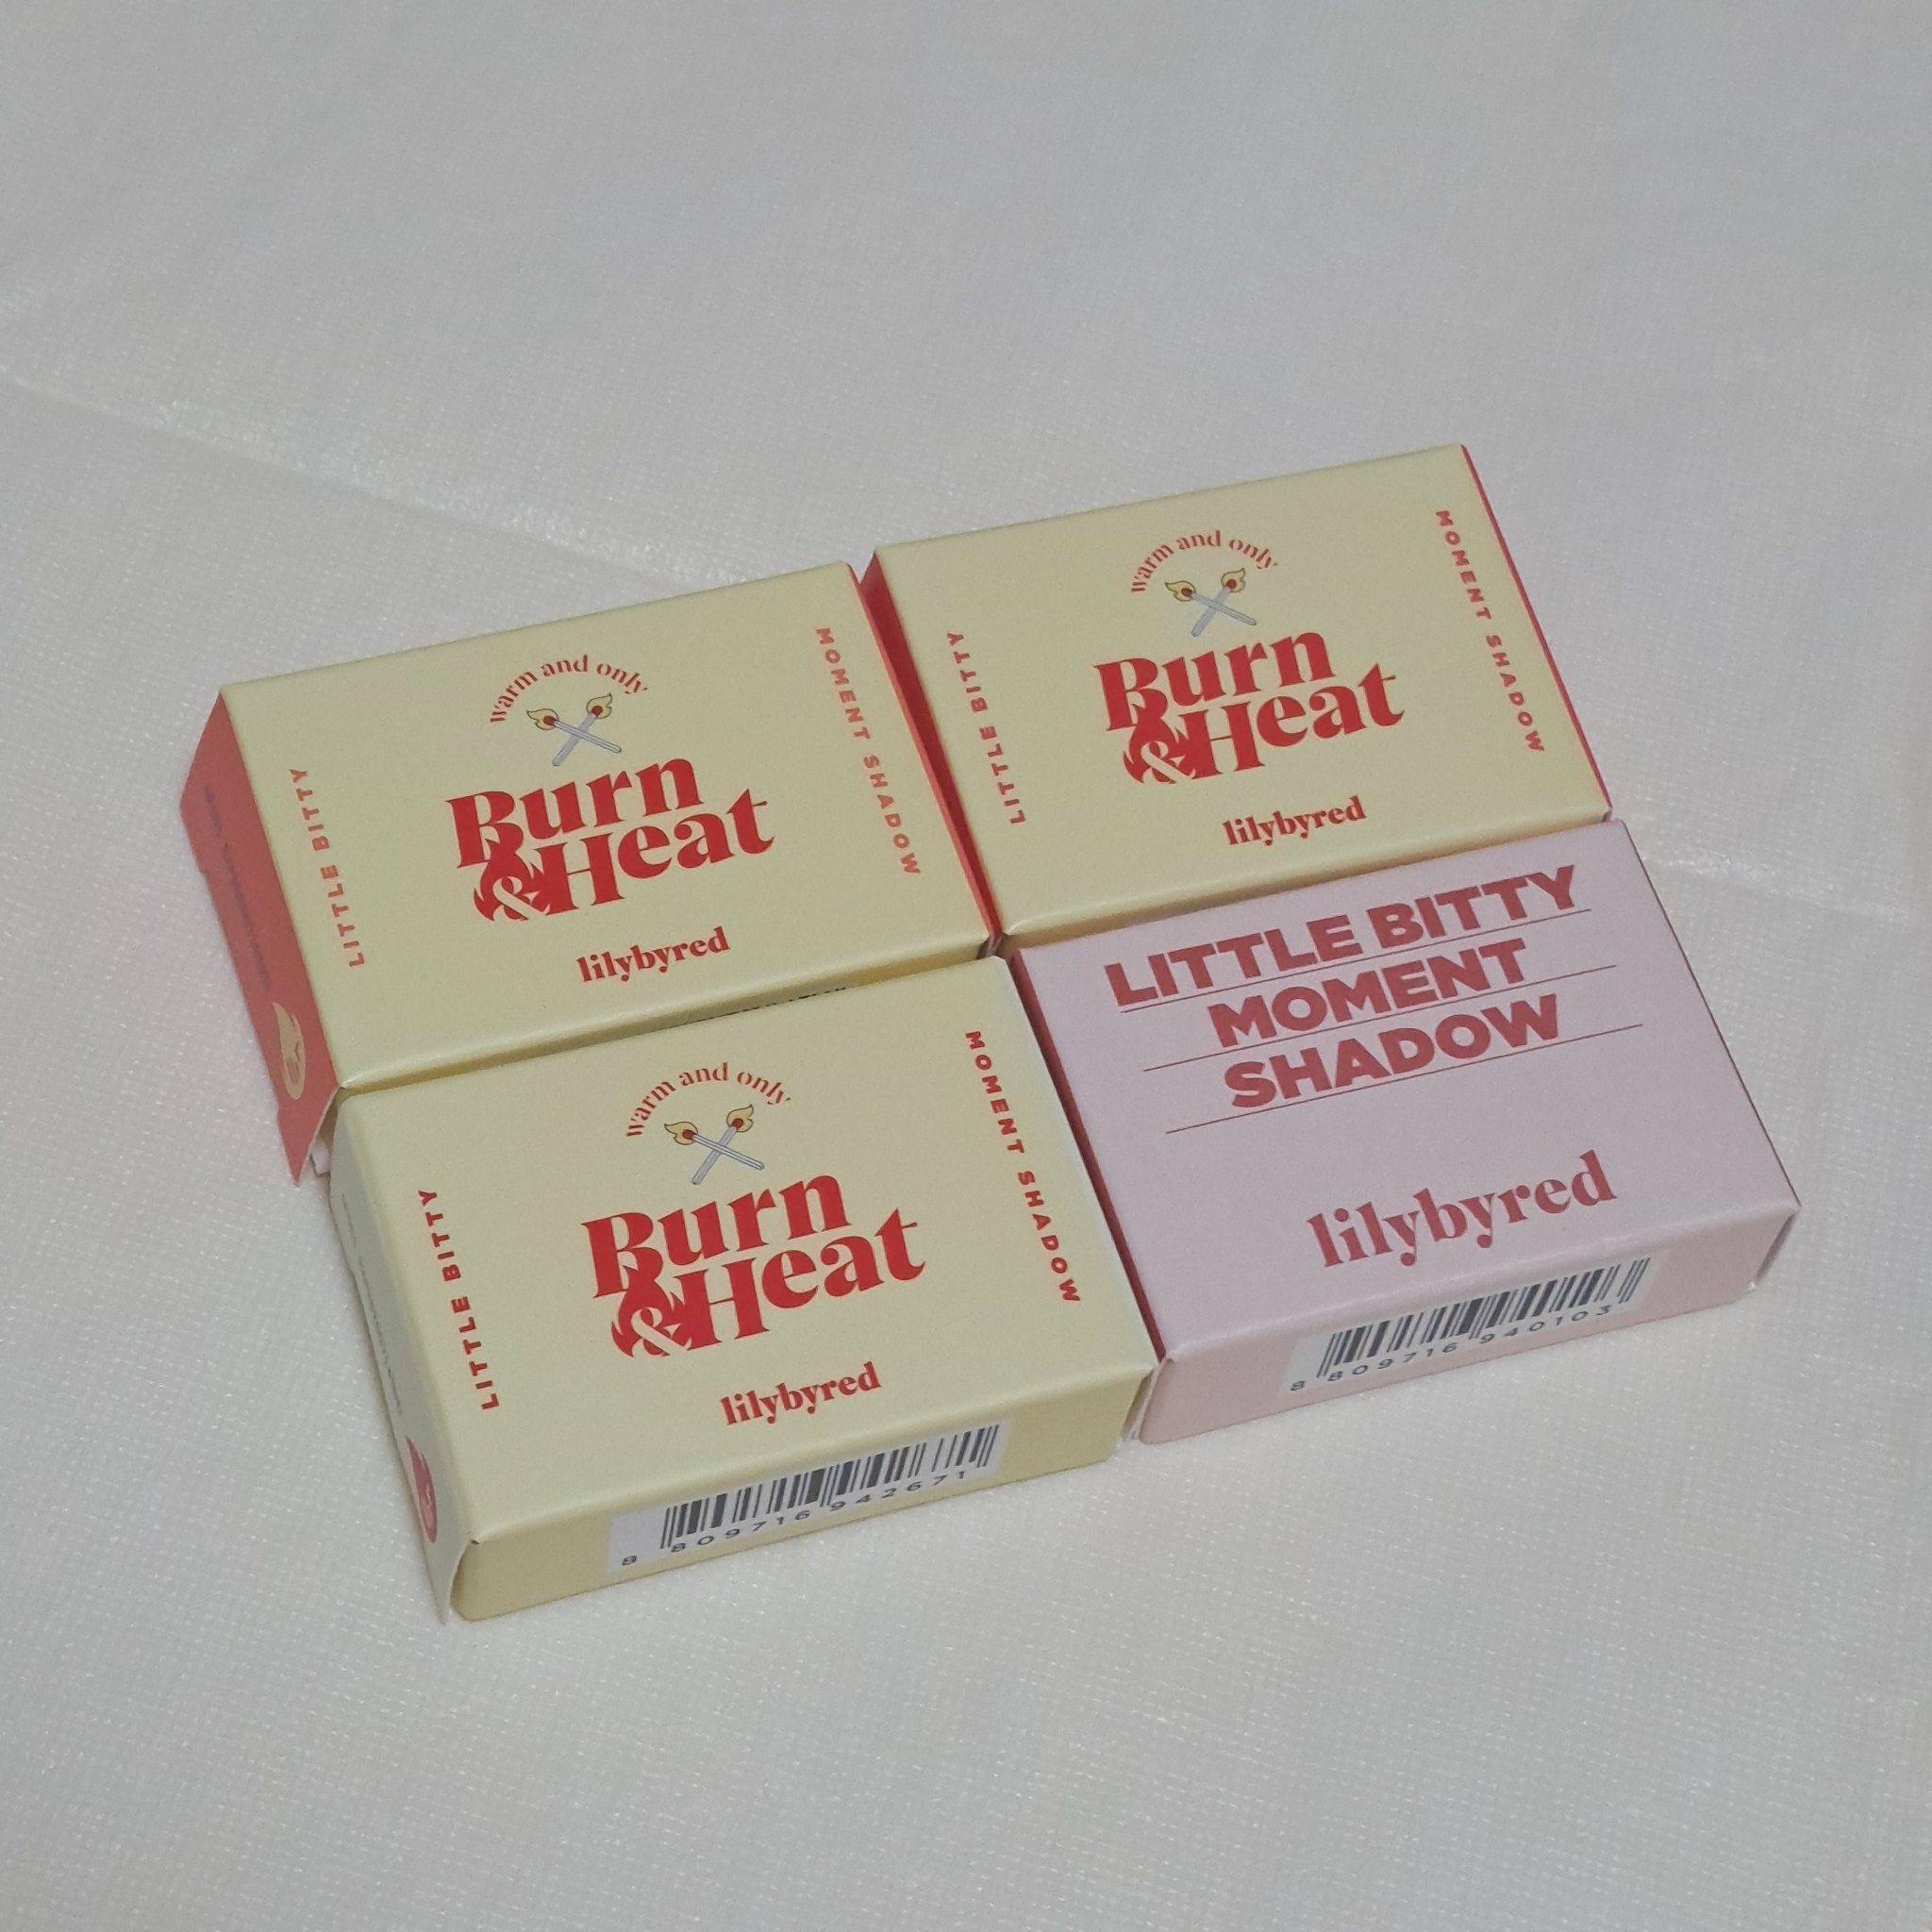 warm and only
Burn
&Heat
lilybyred
LITTLE BITTY
MOMENT SHADOW
warm and only
Burn
&Heat
lilybyred
LITTLE BITTY
MOMENT SHADOW
warm and only
Burn
&Heat
lilybyred
LITTLE BITTY
MOMENT SHADOW
8 809716 942671
LITTLE BITTY
MOMENT
SHADOW
lilybyred
8 809716 940103